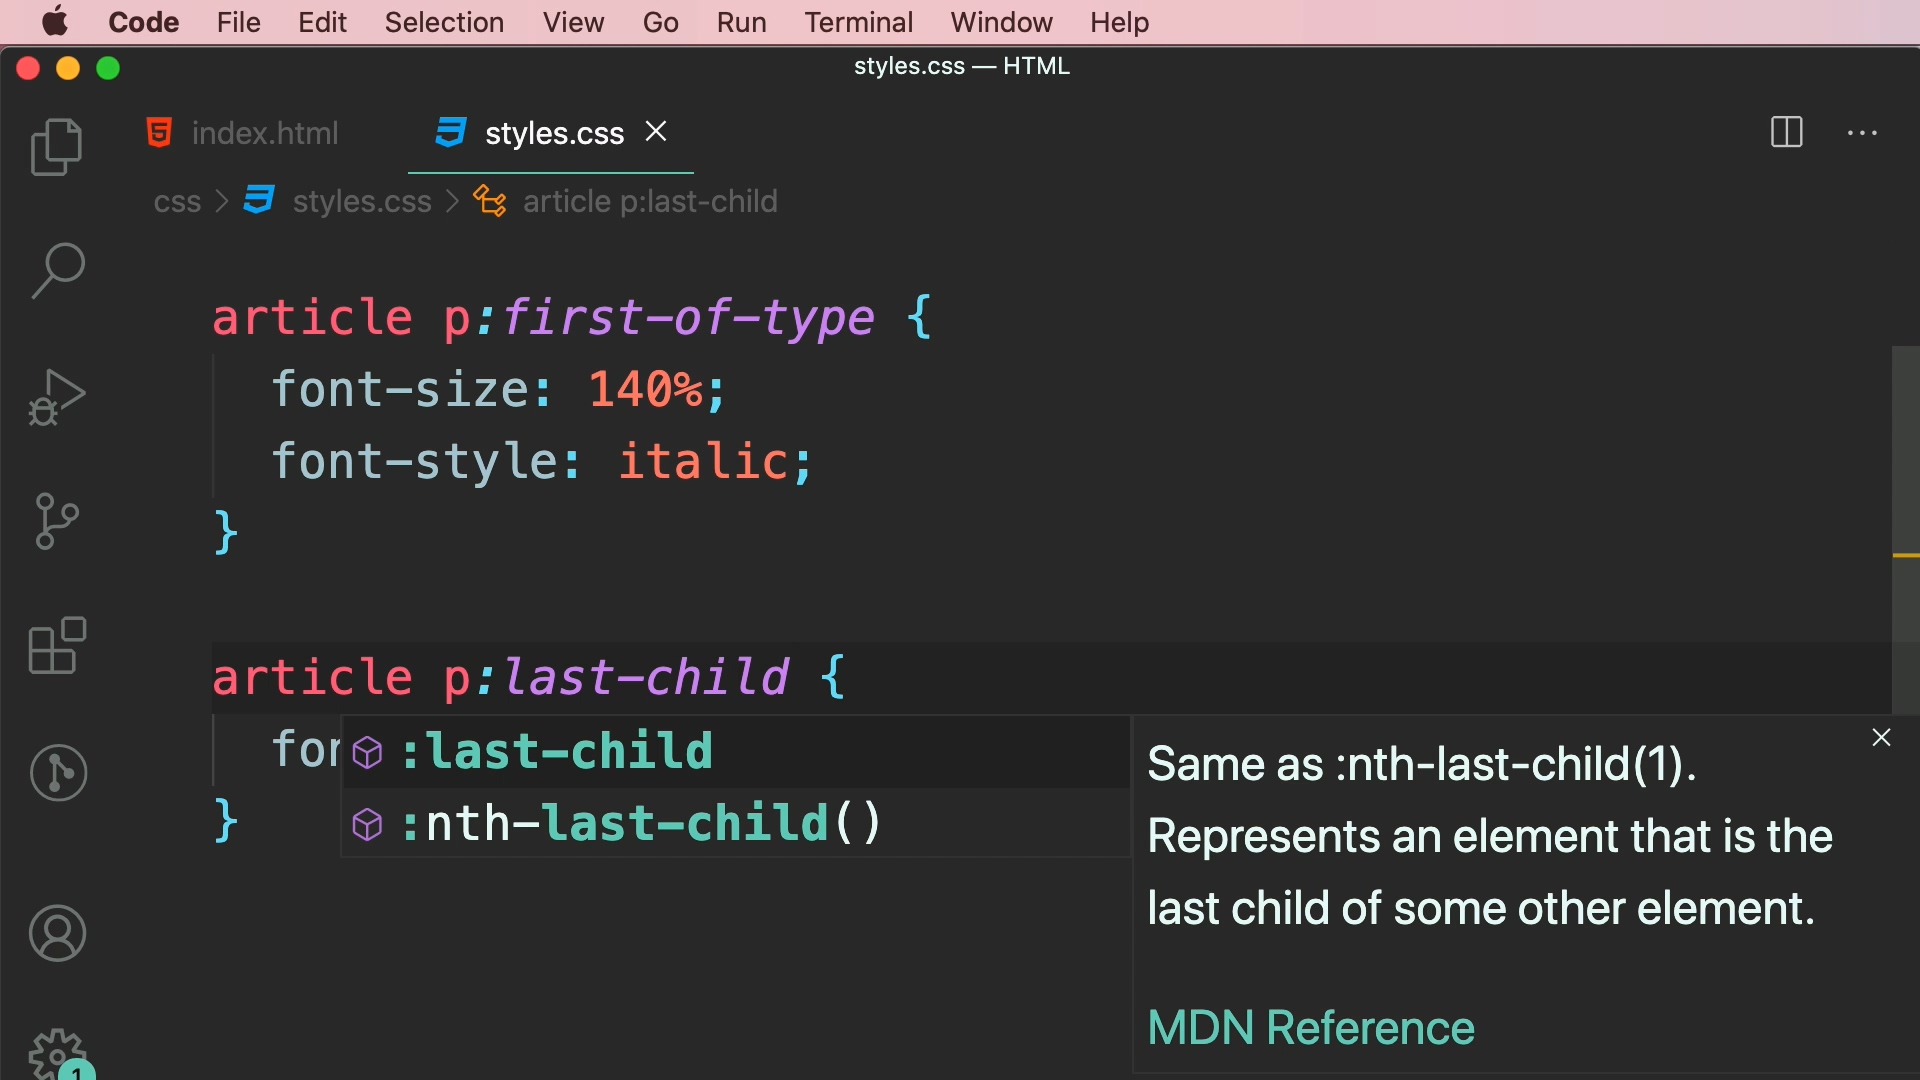 Code File Edit Selection View Go Run Terminal Window Help
styles.css — HTML
index.html styles.css
css > styles.css > article p:last-child
article p:first-of-type {
font-size: 140%;
font-style: italic;
}
article p:last-child {
for
:last-child
:nth-last-child()
}
Same as :nth-last-child(1).
Represents an element that is the
last child of some other element.
MDN Reference
1